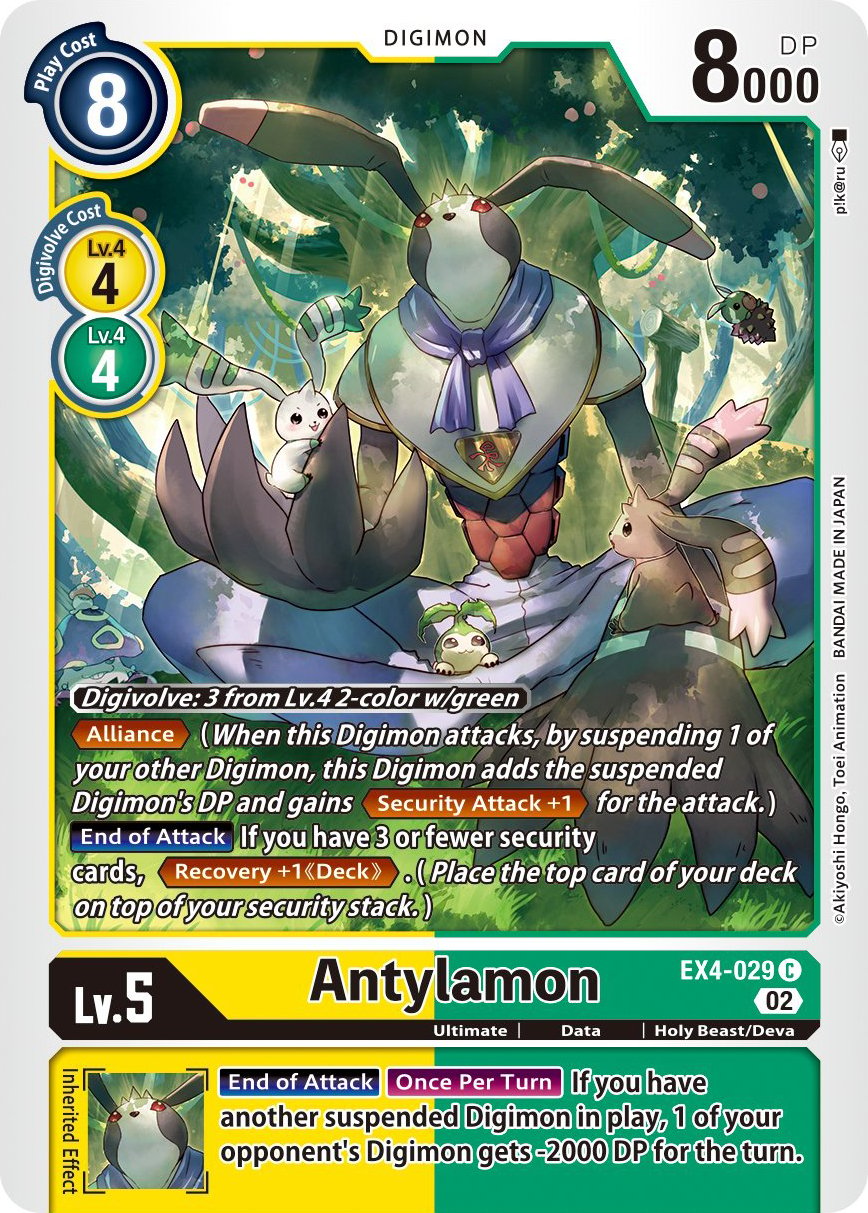 DIGIMON
Play Cost
8
DP
8000
Digivolve Cost
Lv.4
4
Lv.4
4
p!k@ru
Digivolve: 3 from Lv.4 2-color w/green
Alliance (When this Digimon attacks, by suspending 1 of
your other Digimon, this Digimon adds the suspended
Digimon's DP and gains Security Attack +1 for the attack.)
End of Attack If you have 3 or fewer security
cards, Recovery +1《Deck》. (Place the top card of your deck
on top of your security stack.)
©Akiyoshi Hongo, Toei Animation BANDAI MADE IN JAPAN
Lv.5
Antylamon
EX4-029 C
02
Ultimate | Data | Holy Beast/Deva
Inherited Effect
End of Attack Once Per Turn If you have
another suspended Digimon in play, 1 of your
opponent's Digimon gets -2000 DP for the turn.